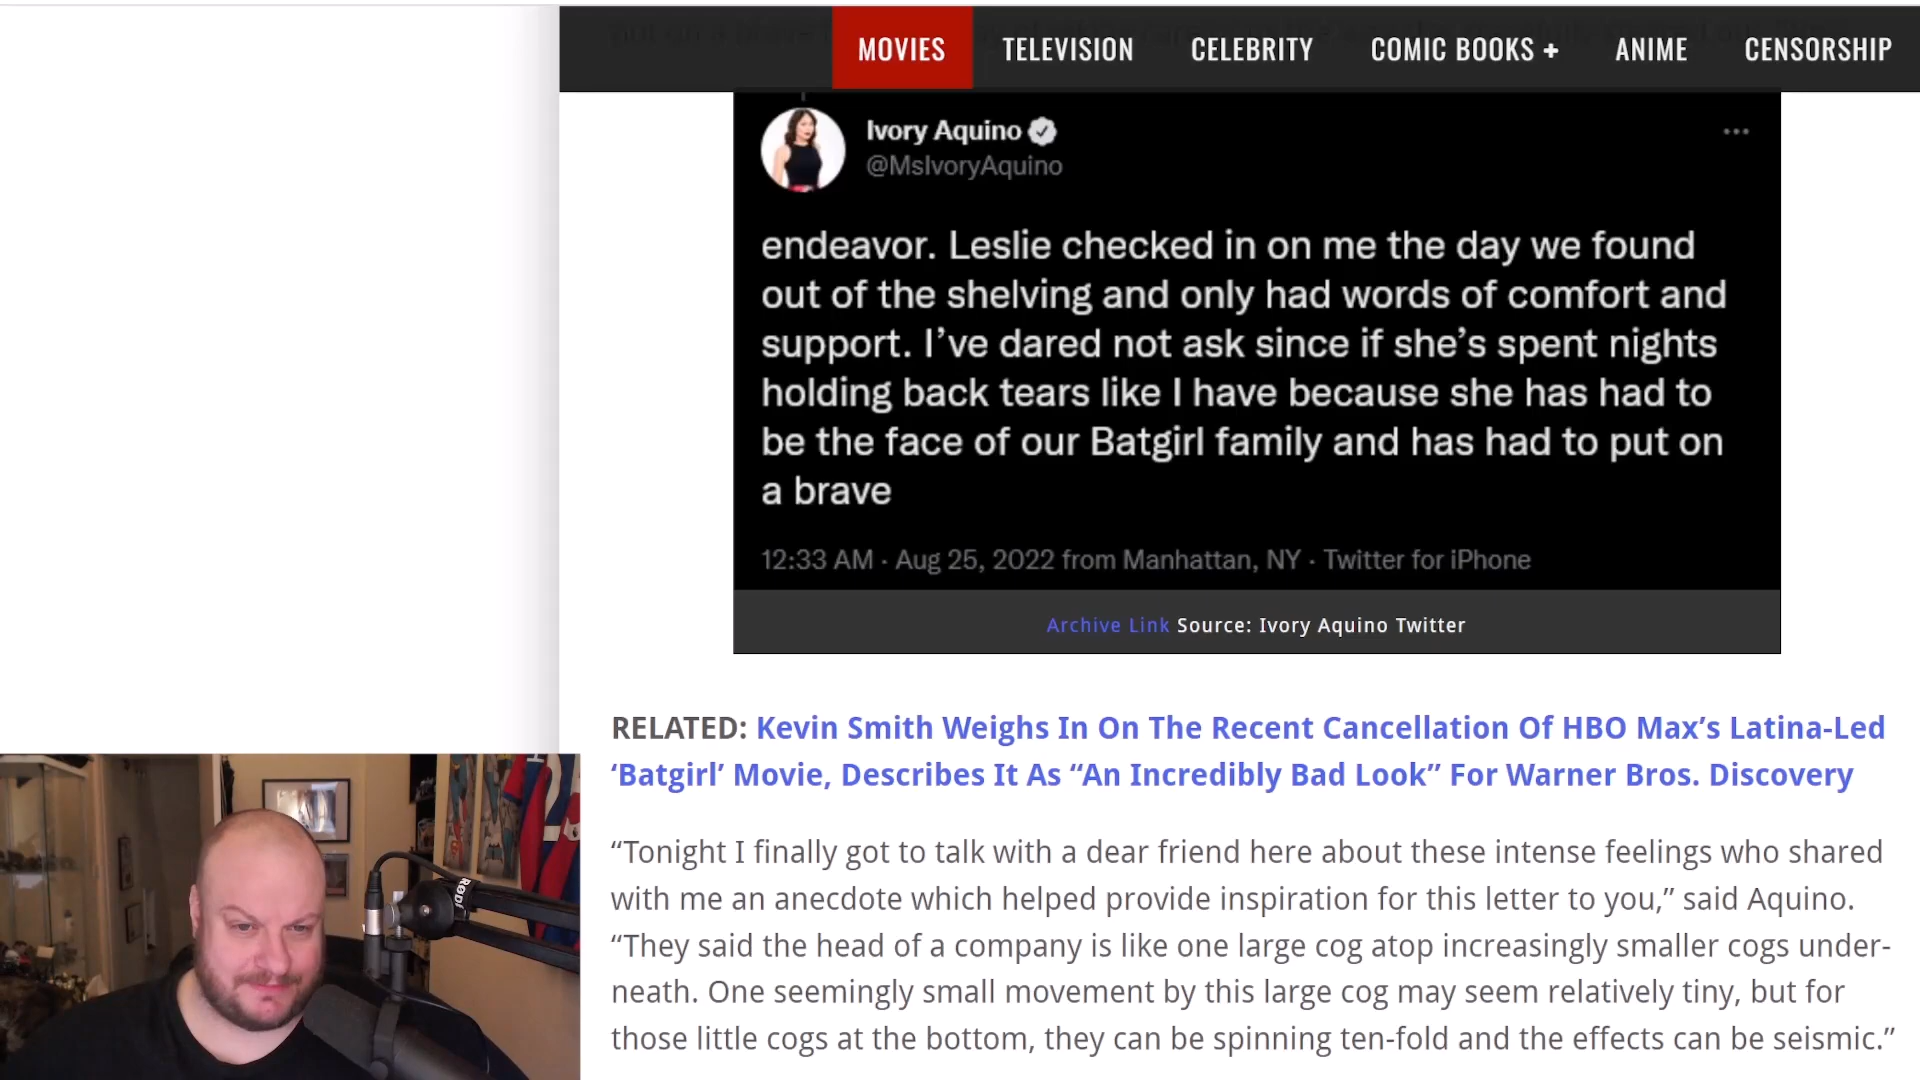 MOVIES TELEVISION CELEBRITY COMIC BOOKS + ANIME CENSORSHIP
Ivory Aquino
@MsIvoryAquino
endeavor. Leslie checked in on me the day we found
out of the shelving and only had words of comfort and
support. I’ve dared not ask since if she’s spent nights
holding back tears like I have because she has had to
be the face of our Batgirl family and has had to put on
a brave
12:33 AM · Aug 25, 2022 from Manhattan, NY · Twitter for iPhone
Archive Link Source: Ivory Aquino Twitter
RELATED: Kevin Smith Weighs In On The Recent Cancellation Of HBO Max’s Latina-Led
‘Batgirl’ Movie, Describes It As “An Incredibly Bad Look” For Warner Bros. Discovery
“Tonight I finally got to talk with a dear friend here about these intense feelings who shared
with me an anecdote which helped provide inspiration for this letter to you,” said Aquino.
“They said the head of a company is like one large cog atop increasingly smaller cogs under-
neath. One seemingly small movement by this large cog may seem relatively tiny, but for
those little cogs at the bottom, they can be spinning ten-fold and the effects can be seismic.”
RØDE